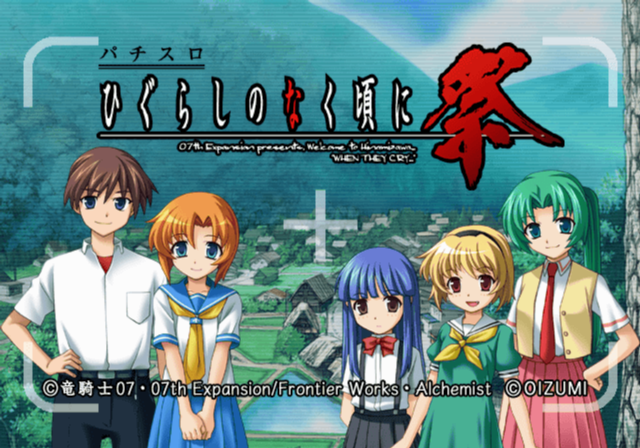 パチスロ
ひぐらしのなく頃に 祭
07th Expansion presents. Welcome to Hinamizawa...
"WHEN THEY CRY..."
©竜騎士07・07th Expansion/Frontier Works・Alchemist ©OIZUMI